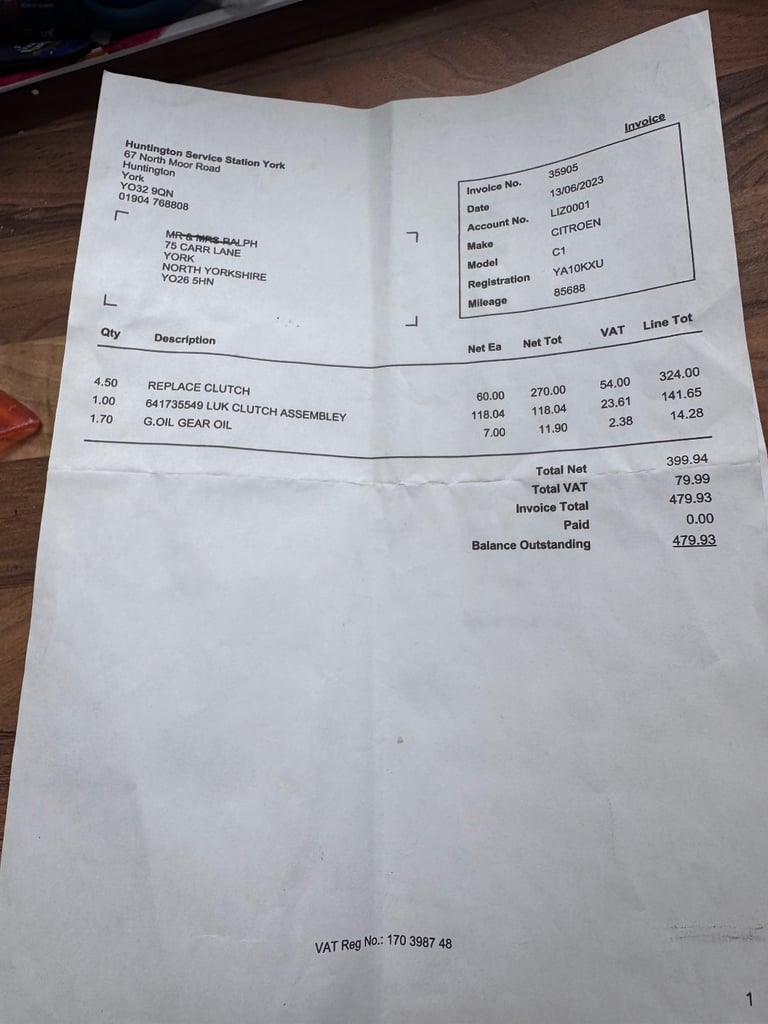 Invoice
Huntington Service Station York
67 North Moor Road
Huntington
York
YO32 9QN
01904 768808
MR & MRS RALPH
75 CARR LANE
YORK
NORTH YORKSHIRE
YO26 5HN
Invoice No. 35905
Date 13/06/2023
Account No. LIZ0001
Make CITROEN
Model C1
Registration YA10KXU
Mileage 85688
Qty Description Net Ea Net Tot VAT Line Tot
4.50 REPLACE CLUTCH 60.00 270.00 54.00 324.00
1.00 641735549 LUK CLUTCH ASSEMBLEY 118.04 118.04 23.61 141.65
1.70 G.OIL GEAR OIL 7.00 11.90 2.38 14.28
Total Net 399.94
Total VAT 79.99
Invoice Total 479.93
Paid 0.00
Balance Outstanding 479.93
VAT Reg No.: 170 3987 48
1